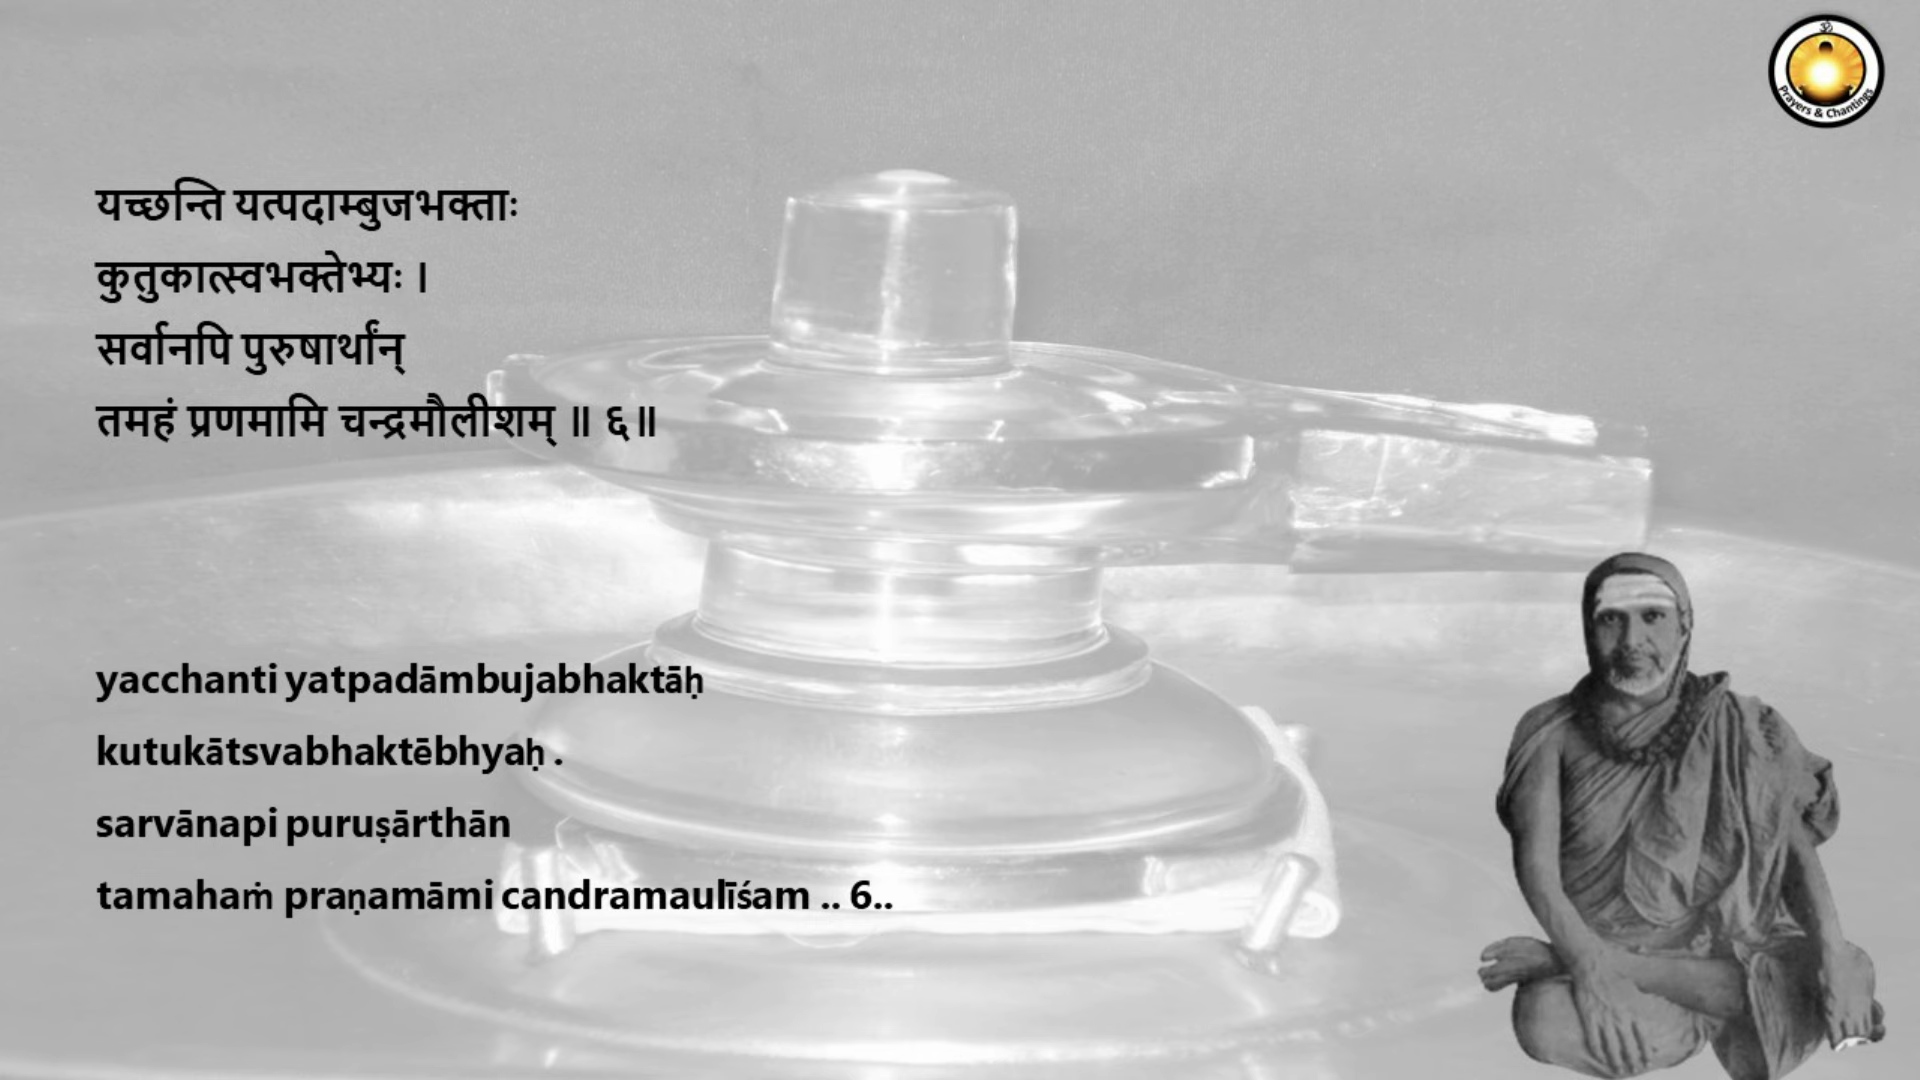 ॐ
Prayers & Chantings
यच्छन्ति यत्पदाम्बुजभक्ताः
कुतुकात्स्वभक्तेभ्यः ।
सर्वानपि पुरुषार्थांन्
तमहं प्रणमामि चन्द्रमौलीशम् ॥ ६॥
yacchanti yatpadāmbujabhaktāḥ
kutukātsvabhaktēbhyaḥ .
sarvānapi puruṣārthān
tamahaṁ praṇamāmi candramaulīśam .. 6..